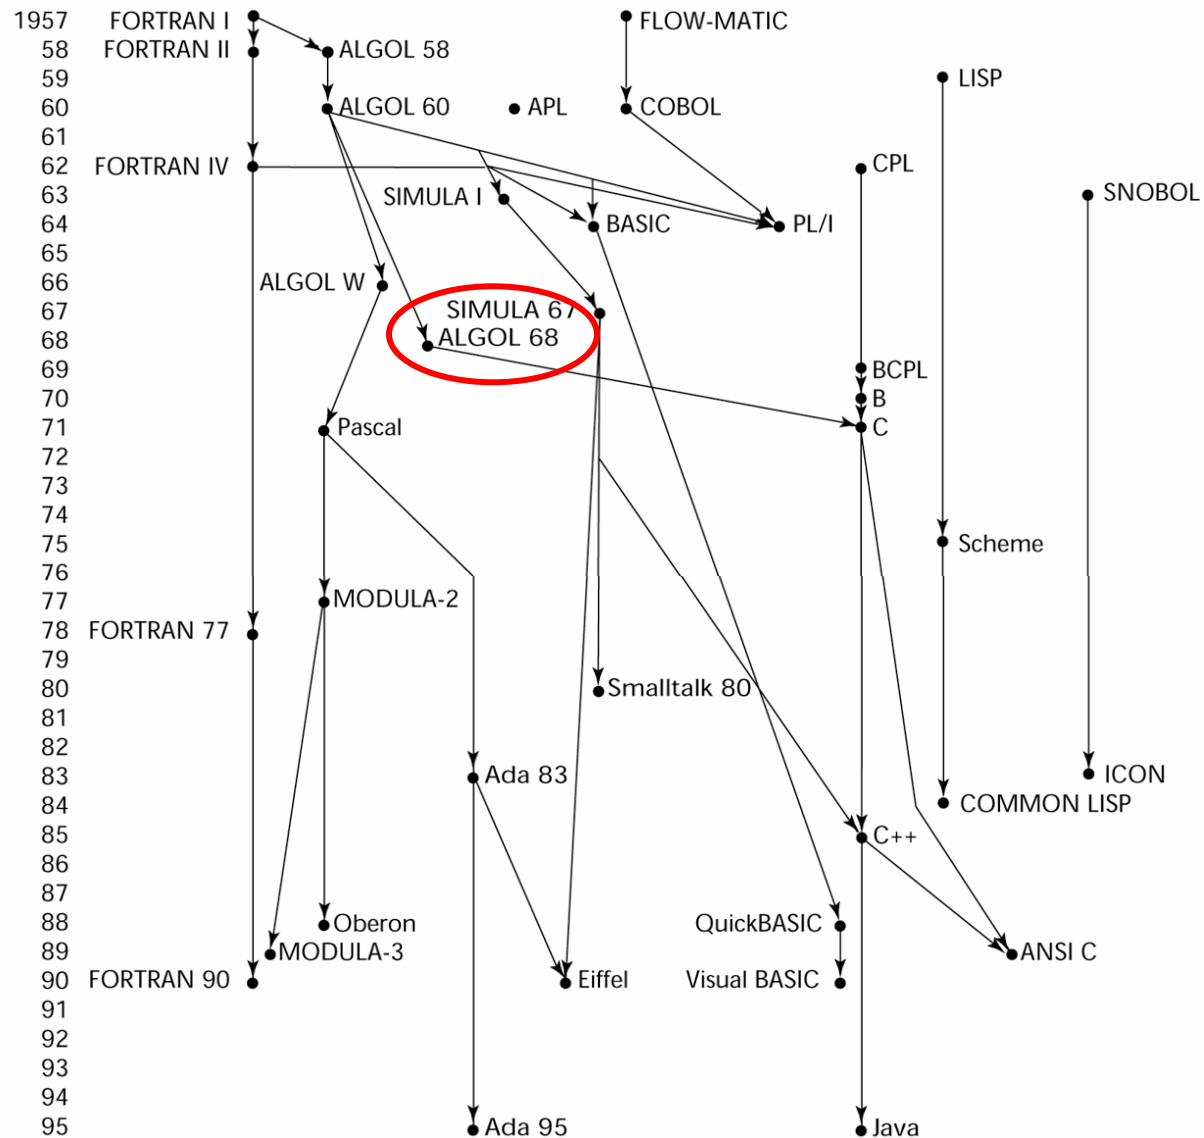 1957 FORTRAN I FLOW-MATIC
58 FORTRAN II ALGOL 58
59 LISP
60 ALGOL 60 APL COBOL
61
62 FORTRAN IV CPL
63 SIMULA I SNOBOL
64 BASIC PL/I
65
66 ALGOL W
67 SIMULA 67
68 ALGOL 68
69 BCPL
70 B
71 Pascal C
72
73
74
75 Scheme
76
77 MODULA-2
78 FORTRAN 77
79
80 Smalltalk 80
81
82
83 Ada 83 ICON
84 COMMON LISP
85 C++
86
87
88 Oberon QuickBASIC
89 MODULA-3 ANSI C
90 FORTRAN 90 Eiffel Visual BASIC
91
92
93
94
95 Ada 95 Java